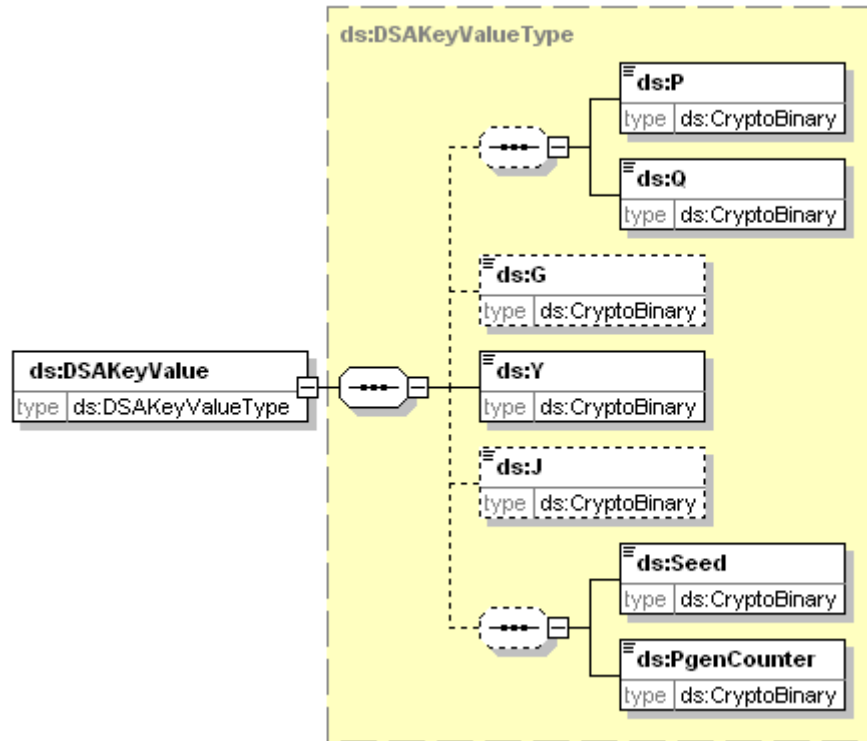 ds:DSAKeyValueType
ds:P
type ds:CryptoBinary
ds:Q
type ds:CryptoBinary
ds:G
type ds:CryptoBinary
ds:DSAKeyValue
type ds:DSAKeyValueType
ds:Y
type ds:CryptoBinary
ds:J
type ds:CryptoBinary
ds:Seed
type ds:CryptoBinary
ds:PgenCounter
type ds:CryptoBinary